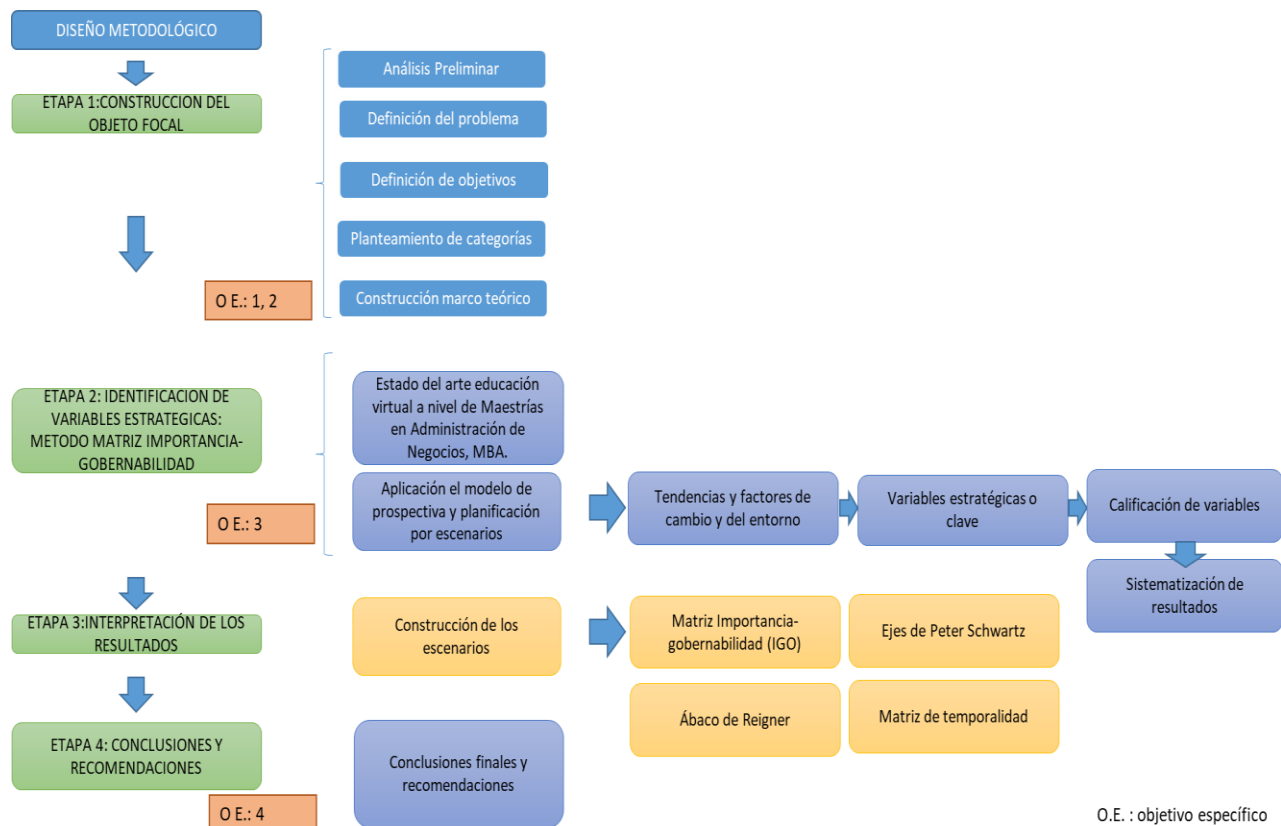 DISEÑO METODOLÓGICO
ETAPA 1:CONSTRUCCION DEL
OBJETO FOCAL
Análisis Preliminar
Definición del problema
Definición de objetivos
Planteamiento de categorías
Construcción marco teórico
O E.: 1, 2
ETAPA 2: IDENTIFICACION DE
VARIABLES ESTRATEGICAS:
METODO MATRIZ IMPORTANCIA-
GOBERNABILIDAD
O E.: 3
Estado del arte educación
virtual a nivel de Maestrías
en Administración de
Negocios, MBA.
Aplicación el modelo de
prospectiva y planificación
por escenarios
Tendencias y factores de
cambio y del entorno
Variables estratégicas o
clave
Calificación de variables
Sistematización de
resultados
ETAPA 3:INTERPRETACIÓN DE LOS
RESULTADOS
Construcción de los
escenarios
Matriz Importancia-
gobernabilidad (IGO)
Ejes de Peter Schwartz
Ábaco de Reigner
Matriz de temporalidad
ETAPA 4: CONCLUSIONES Y
RECOMENDACIONES
O E.: 4
Conclusiones finales y
recomendaciones
O.E. : objetivo específico